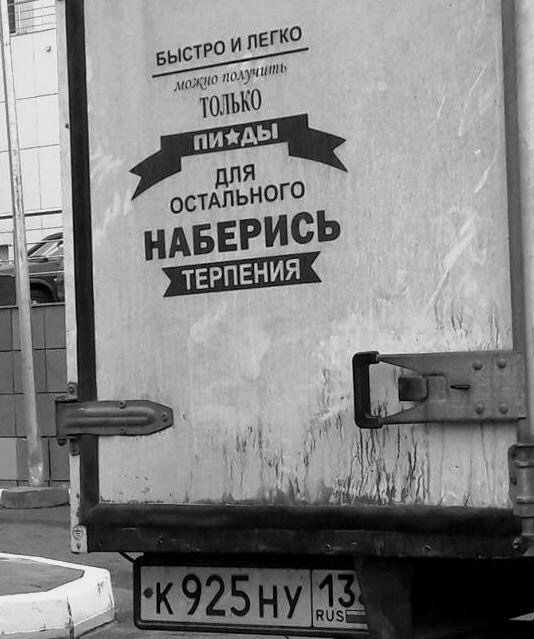 БЫСТРО И ЛЕГКО
можно получить
ТОЛЬКО
ПИ★ДЫ
ДЛЯ
ОСТАЛЬНОГО
НАБЕРИСЬ
ТЕРПЕНИЯ
К 925 НУ 13
RUS